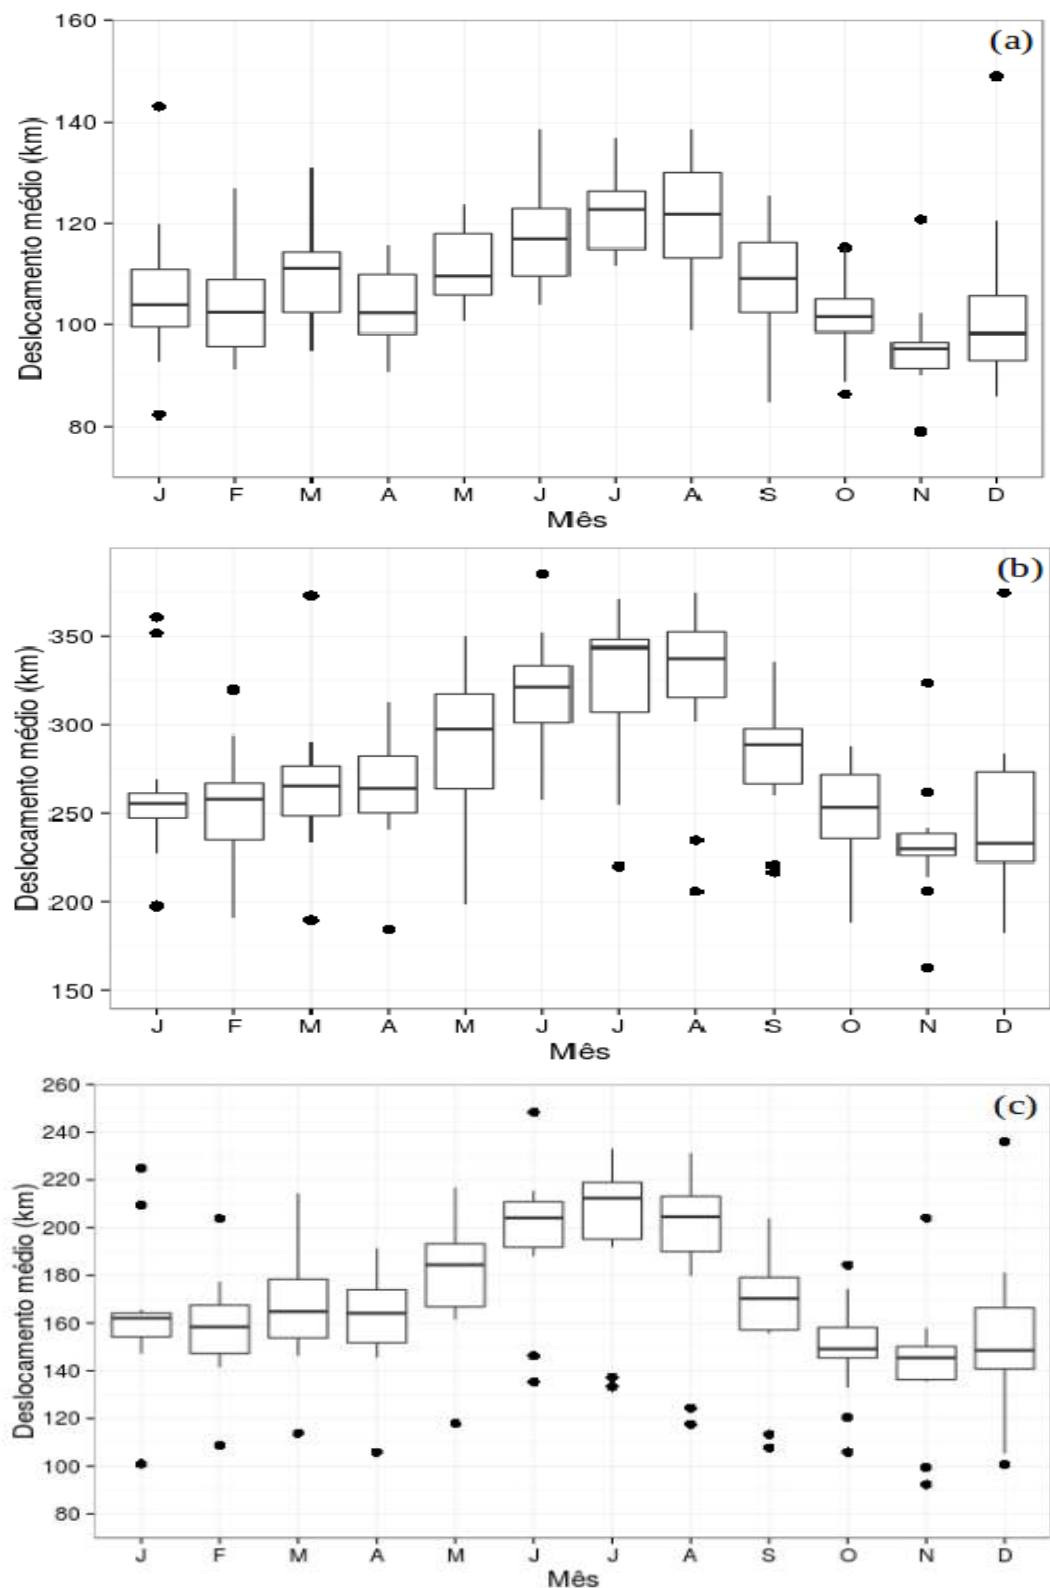 (a)
Deslocamento médio (km)
160
140
120
100
80
J F M A M J J A S O N D
Mês
(b)
Deslocamento médio (km)
350
300
250
200
150
J F M A M J J A S O N D
Mês
(c)
Deslocamento médio (km)
260
240
220
200
180
160
140
120
100
80
J F M A M J J A S O N D
Mês